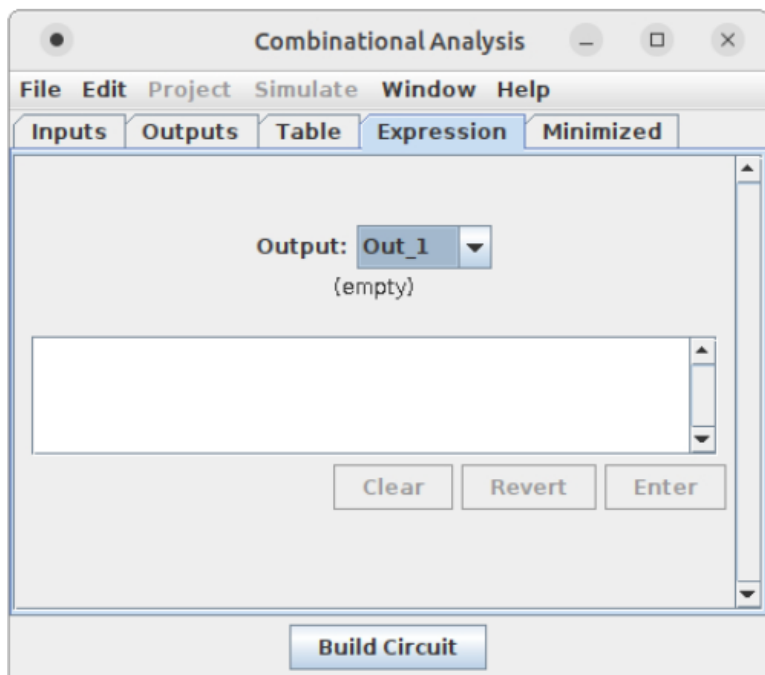 Combinational Analysis
File Edit Project Simulate Window Help
Inputs Outputs Table Expression Minimized
Output: Out_1
(empty)
Clear Revert Enter
Build Circuit